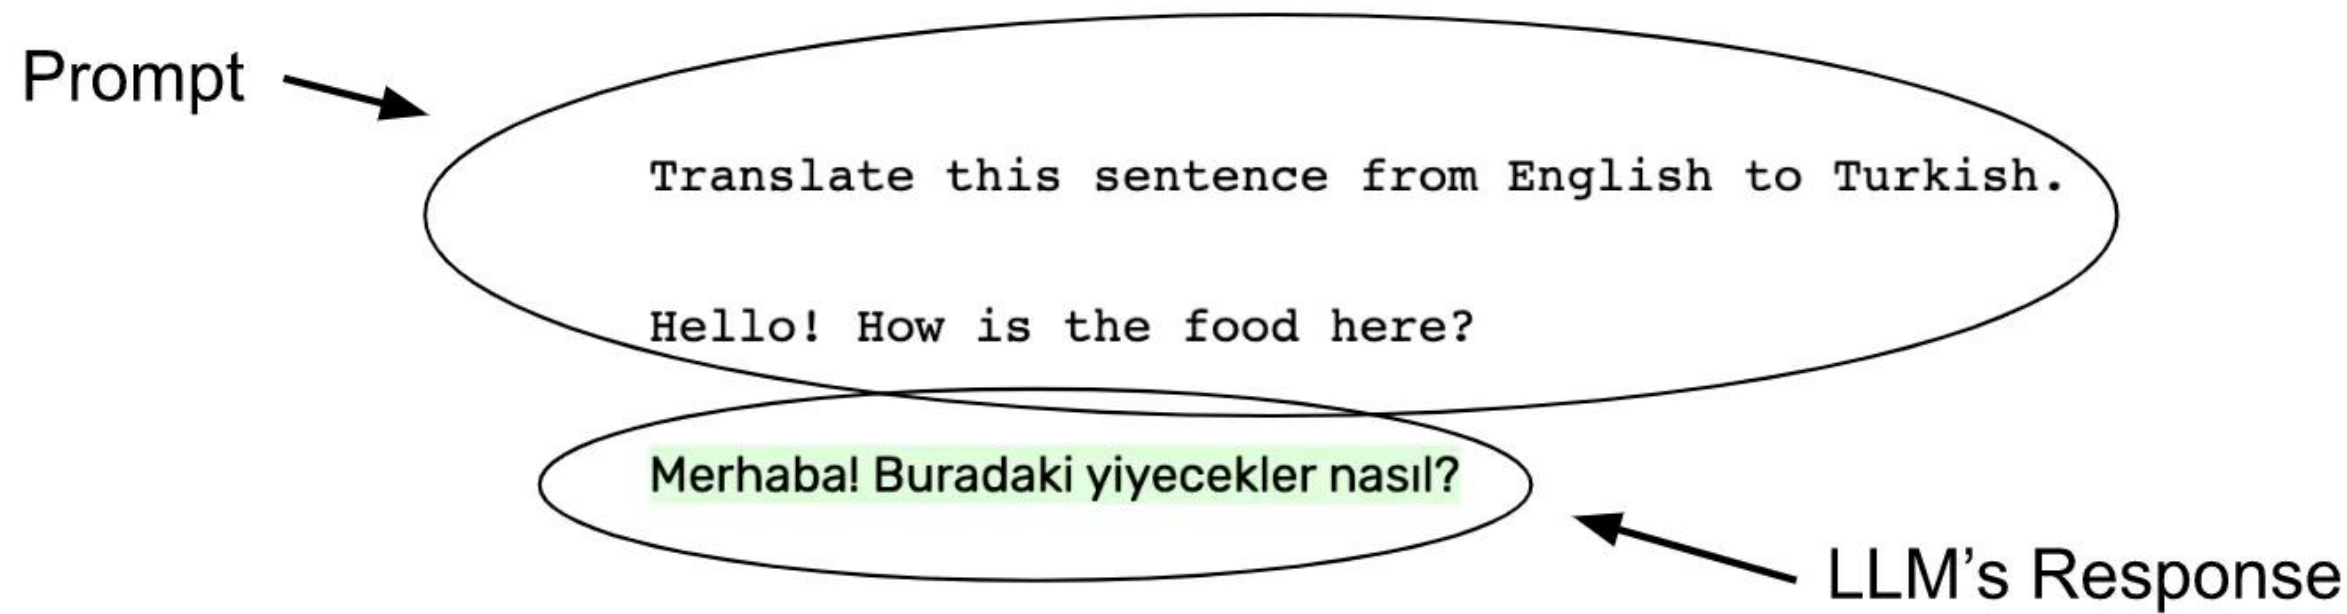 Prompt
Translate this sentence from English to Turkish.
Hello! How is the food here?
Merhaba! Buradaki yiyecekler nasıl?
LLM’s Response